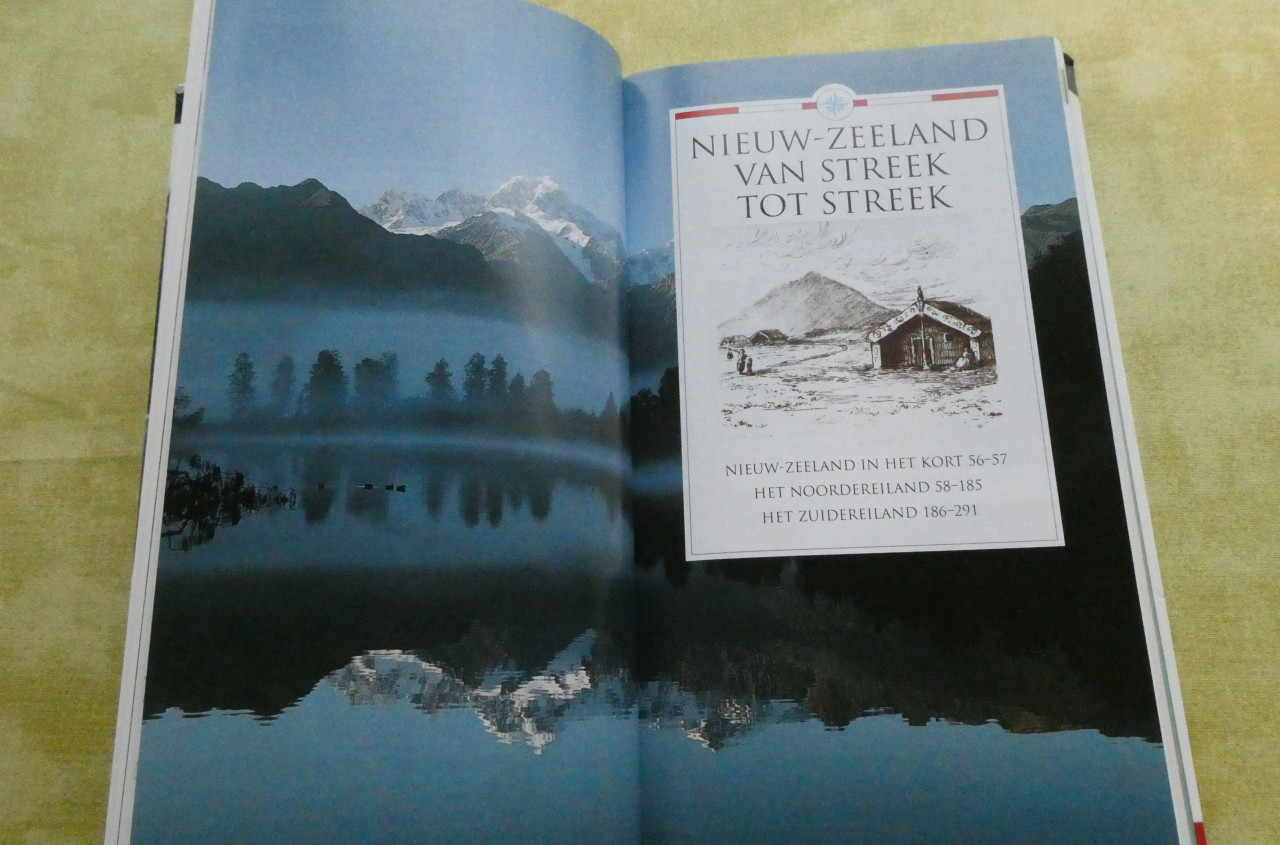 NIEUW-ZEELAND
VAN STREEK
TOT STREEK
NIEUW-ZEELAND IN HET KORT 56–57
HET NOORDEREILAND 58–185
HET ZUIDEREILAND 186–291